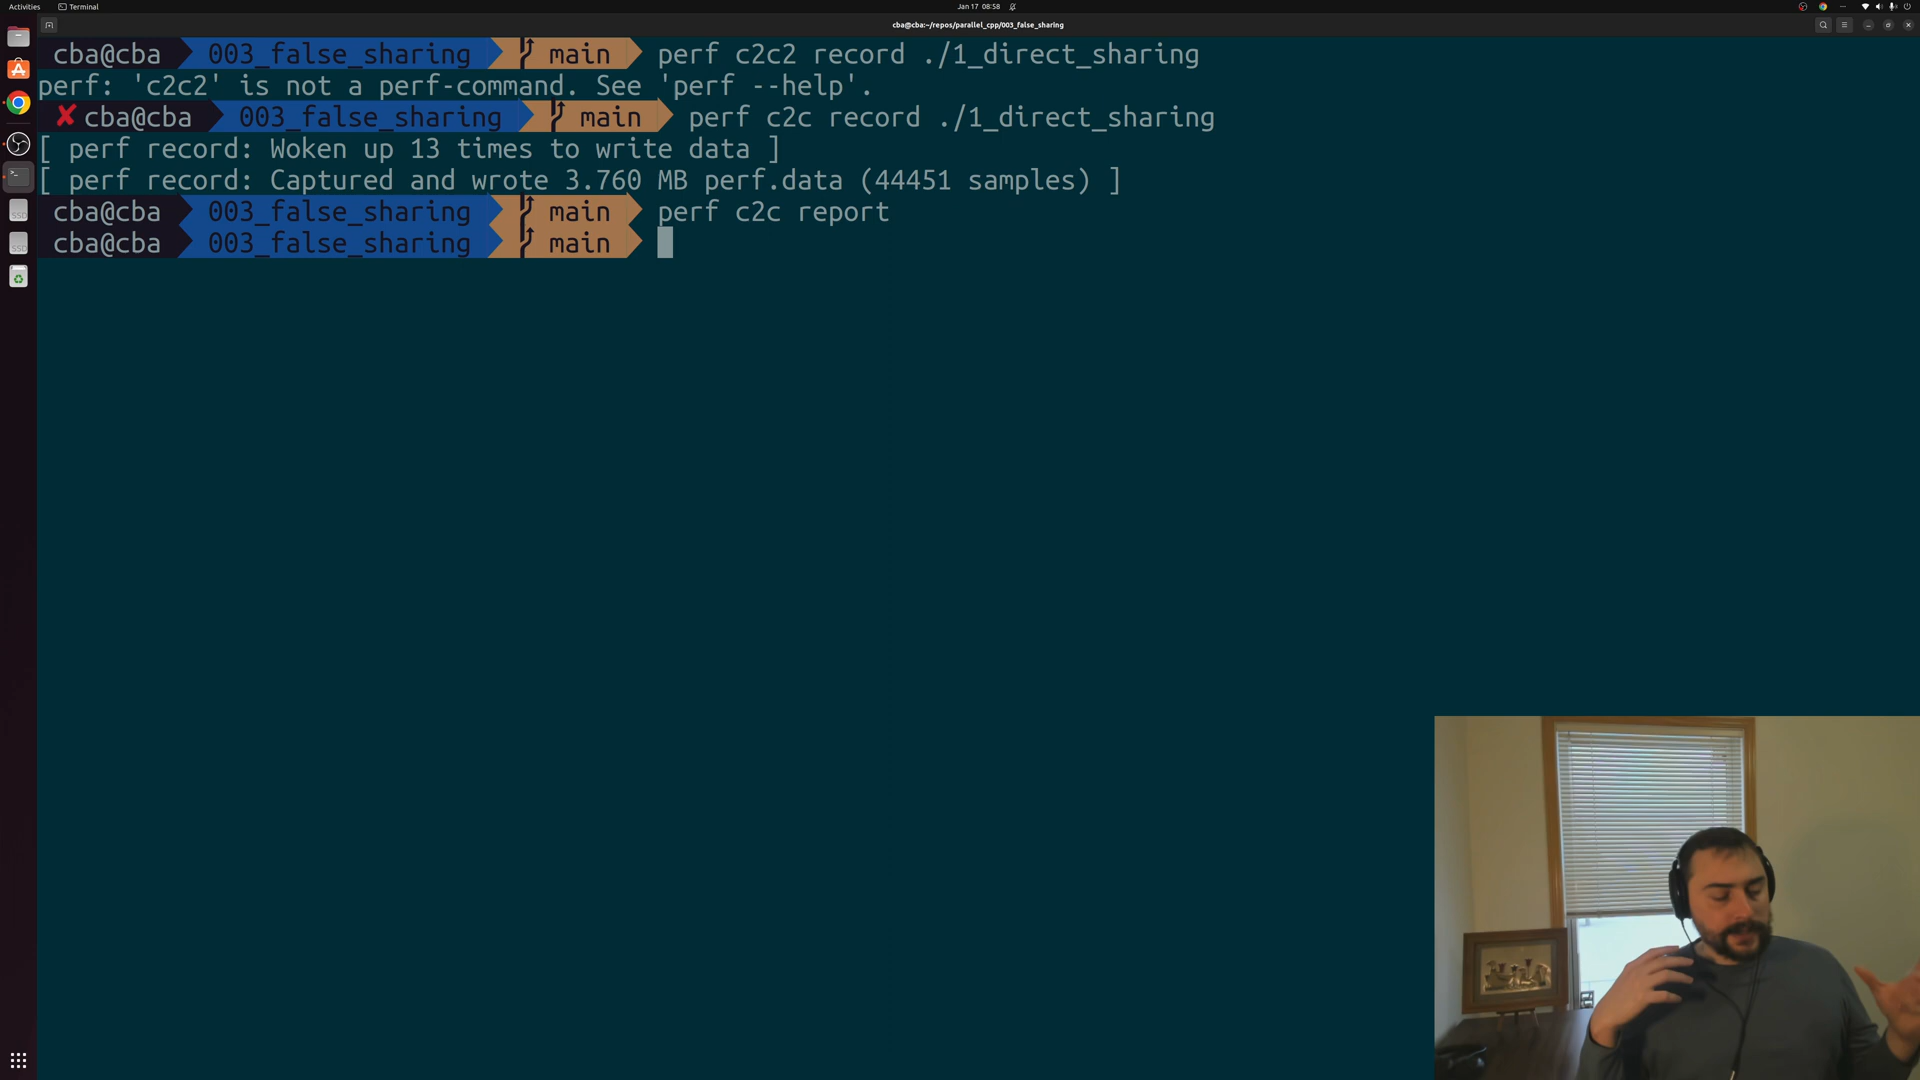 Activities
Terminal
Jan 17 08:58
cba@cba:~/repos/parallel_cpp/003_false_sharing
cba@cba 003_false_sharing main perf c2c2 record ./1_direct_sharing
perf: 'c2c2' is not a perf-command. See 'perf --help'.
✘ cba@cba 003_false_sharing main perf c2c record ./1_direct_sharing
[ perf record: Woken up 13 times to write data ]
[ perf record: Captured and wrote 3.760 MB perf.data (44451 samples) ]
cba@cba 003_false_sharing main perf c2c report
cba@cba 003_false_sharing main
SSD
SSD